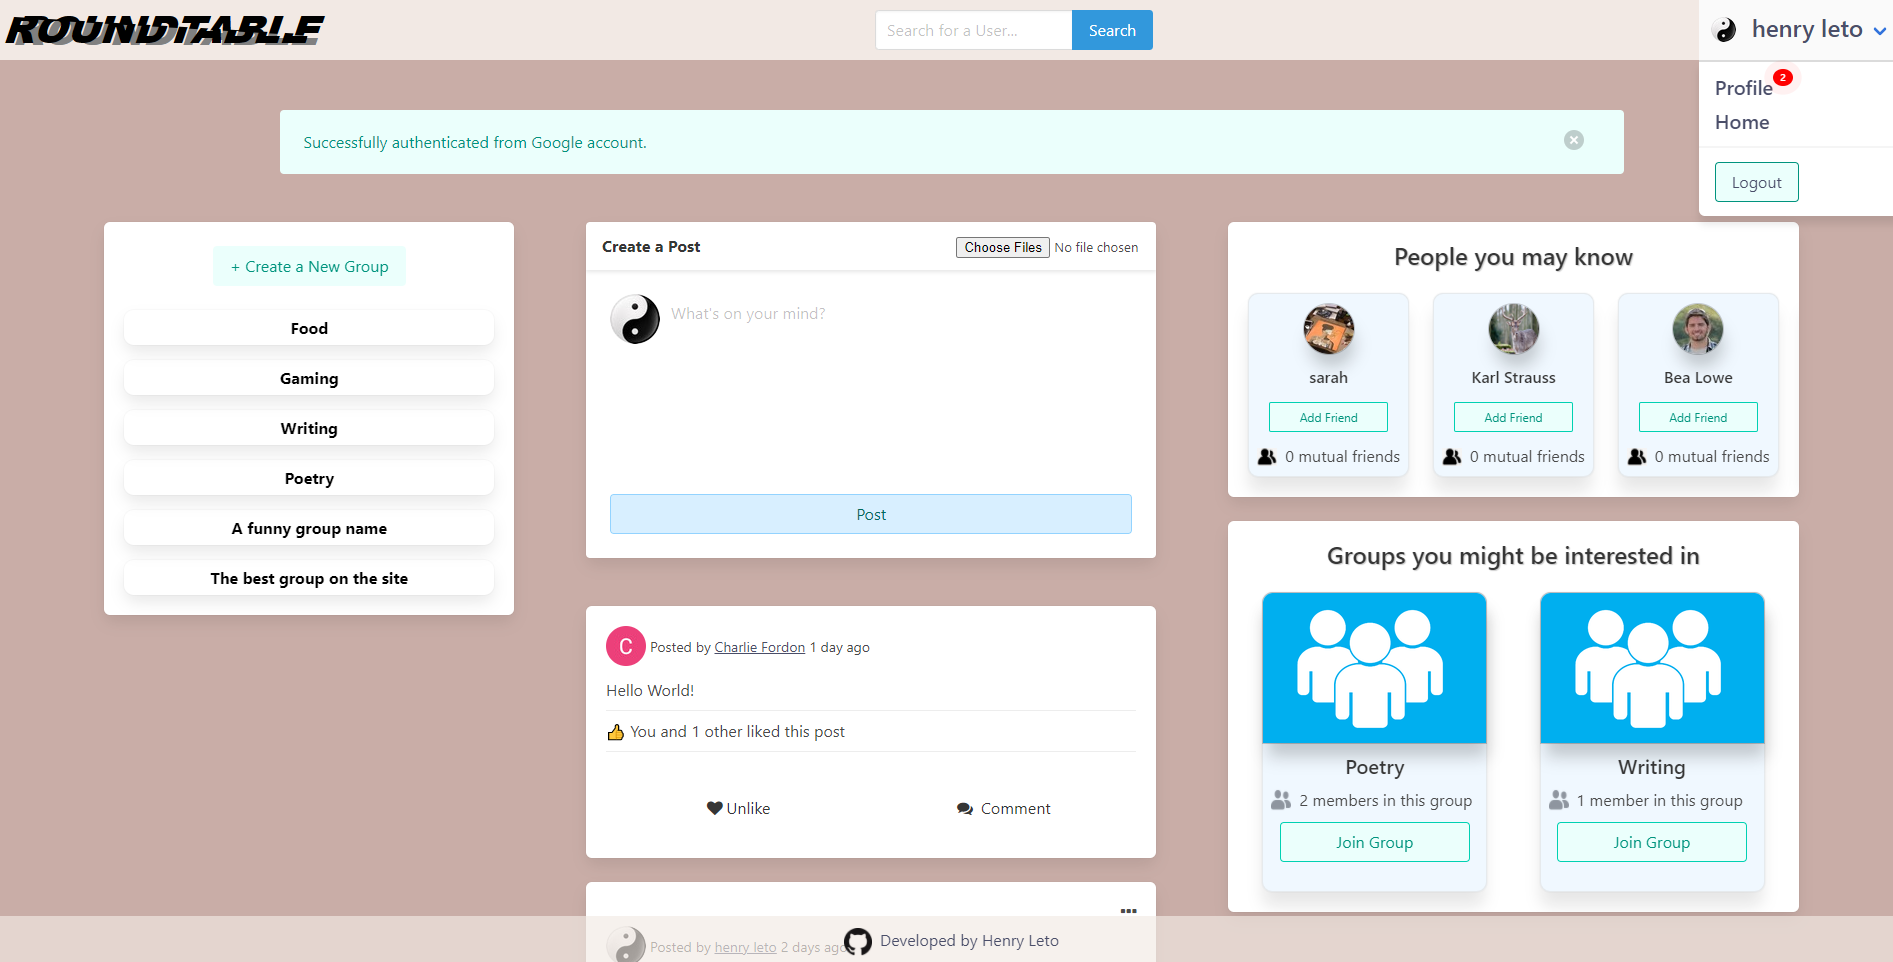 ROUNDTABLE
Search for a User...
Search
henry leto
Profile
2
Home
Logout
Successfully authenticated from Google account.
+ Create a New Group
Food
Gaming
Writing
Poetry
A funny group name
The best group on the site
Create a Post
Choose Files No file chosen
What's on your mind?
Post
C
Posted by Charlie Fordon 1 day ago
Hello World!
You and 1 other liked this post
Unlike
Comment
Posted by henry leto 2 days ago
People you may know
sarah
Add Friend
0 mutual friends
Karl Strauss
Add Friend
0 mutual friends
Bea Lowe
Add Friend
0 mutual friends
Groups you might be interested in
Poetry
2 members in this group
Join Group
Writing
1 member in this group
Join Group
Developed by Henry Leto